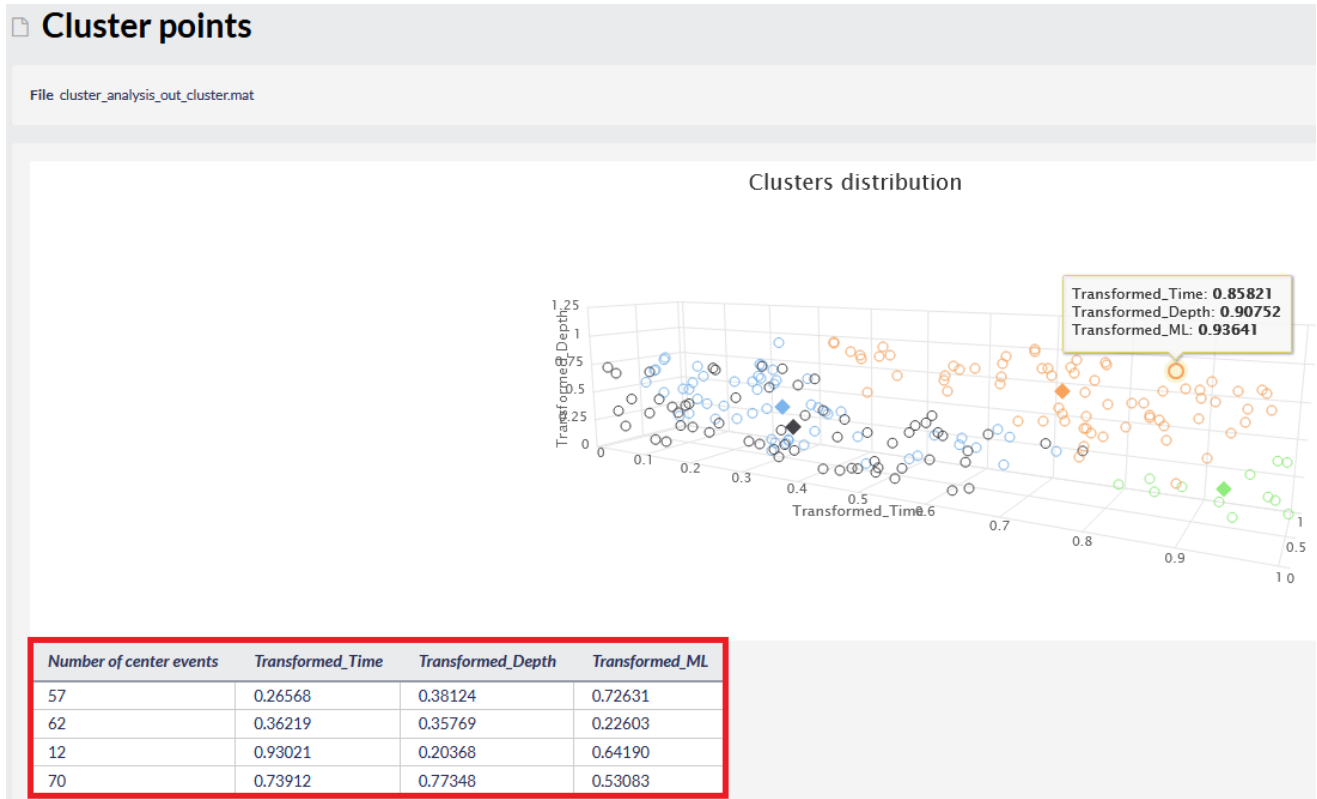 Cluster points
File cluster_analysis_out_cluster.mat
Clusters distribution
Transformed_Time: 0.85821
Transformed_Depth: 0.90752
Transformed_ML: 0.93641
1.25
1
0.75
0.5
0.25
0
Transformed_Depth
0
0.1
0.2
0.3
0.4
0.5
0.6
0.7
0.8
0.9
1
Transformed_Time
1
0.5
0
Number of center events Transformed_Time Transformed_Depth Transformed_ML
57 0.26568 0.38124 0.72631
62 0.36219 0.35769 0.22603
12 0.93021 0.20368 0.64190
70 0.73912 0.77348 0.53083